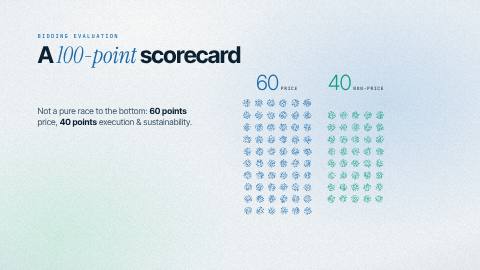 BIDDING EVALUATION
A 100-point scorecard
60 PRICE
40 NON-PRICE
Not a pure race to the bottom: 60 points
price, 40 points execution & sustainability.